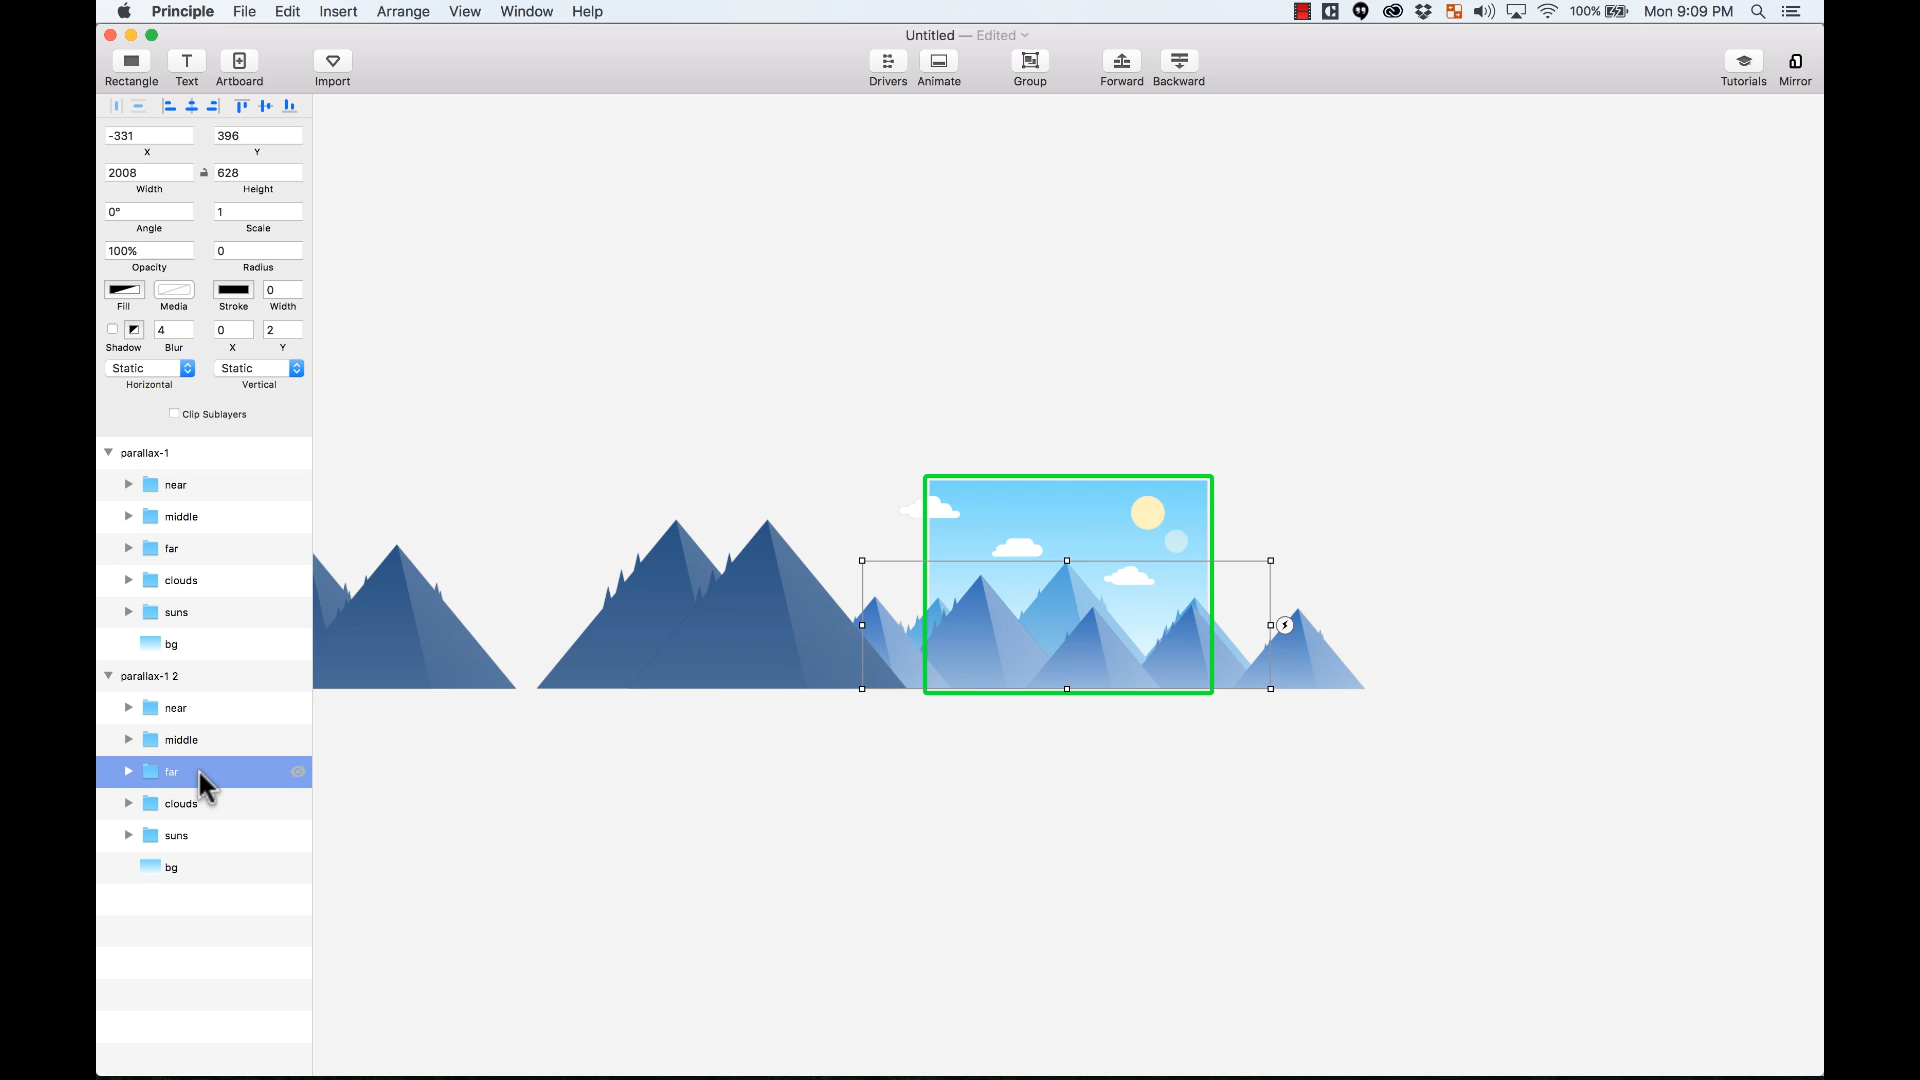 Principle File Edit Insert Arrange View Window Help 100% Mon 9:09 PM
Untitled — Edited
Rectangle Text Artboard Import Drivers Animate Group Forward Backward Tutorials Mirror
-331 396
X Y
2008 628
Width Height
0° 1
Angle Scale
100% 0
Opacity Radius
0
Fill Media Stroke Width
4 0 2
Shadow Blur X Y
Static Static
Horizontal Vertical
Clip Sublayers
parallax-1
near
middle
far
clouds
suns
bg
parallax-1 2
near
middle
far
clouds
suns
bg